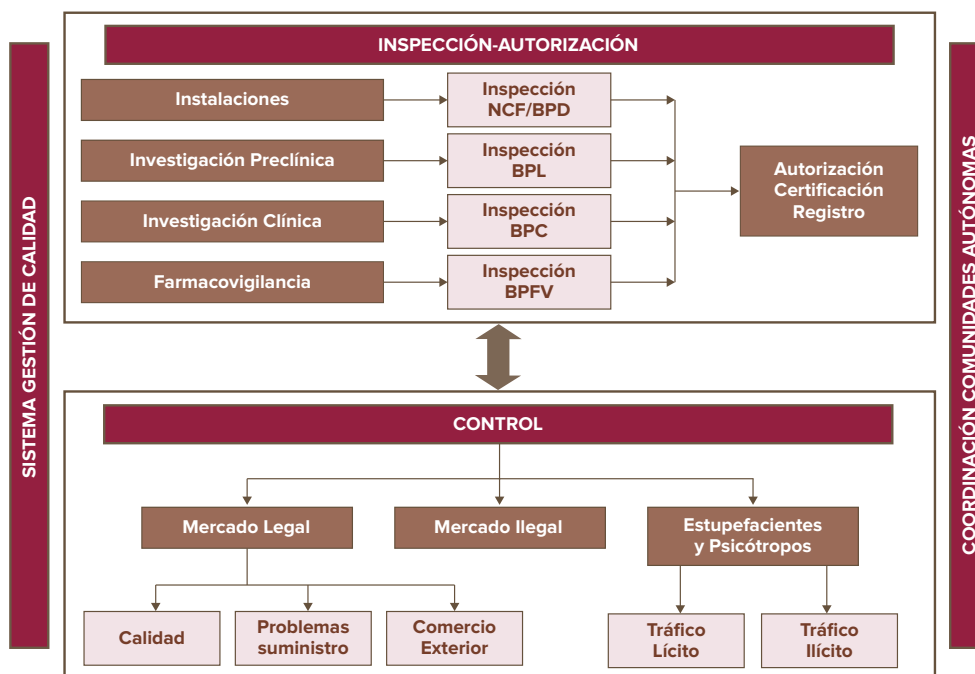 SISTEMA GESTIÓN DE CALIDAD
INSPECCIÓN-AUTORIZACIÓN
Instalaciones
Inspección
NCF/BPD
Investigación Preclínica
Inspección
BPL
Investigación Clínica
Inspección
BPC
Farmacovigilancia
Inspección
BPFV
Autorización
Certificación
Registro
CONTROL
Mercado Legal
Mercado Ilegal
Estupefacientes
y Psicótropos
Calidad
Problemas
suministro
Comercio
Exterior
Tráfico
Lícito
Tráfico
Ilícito
COORDINACIÓN COMUNIDADES AUTÓNOMAS